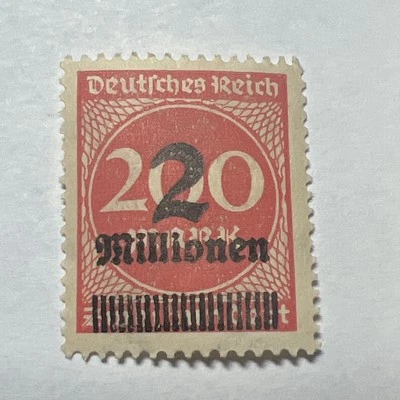 Deutsches Reich
200
2
Millionen